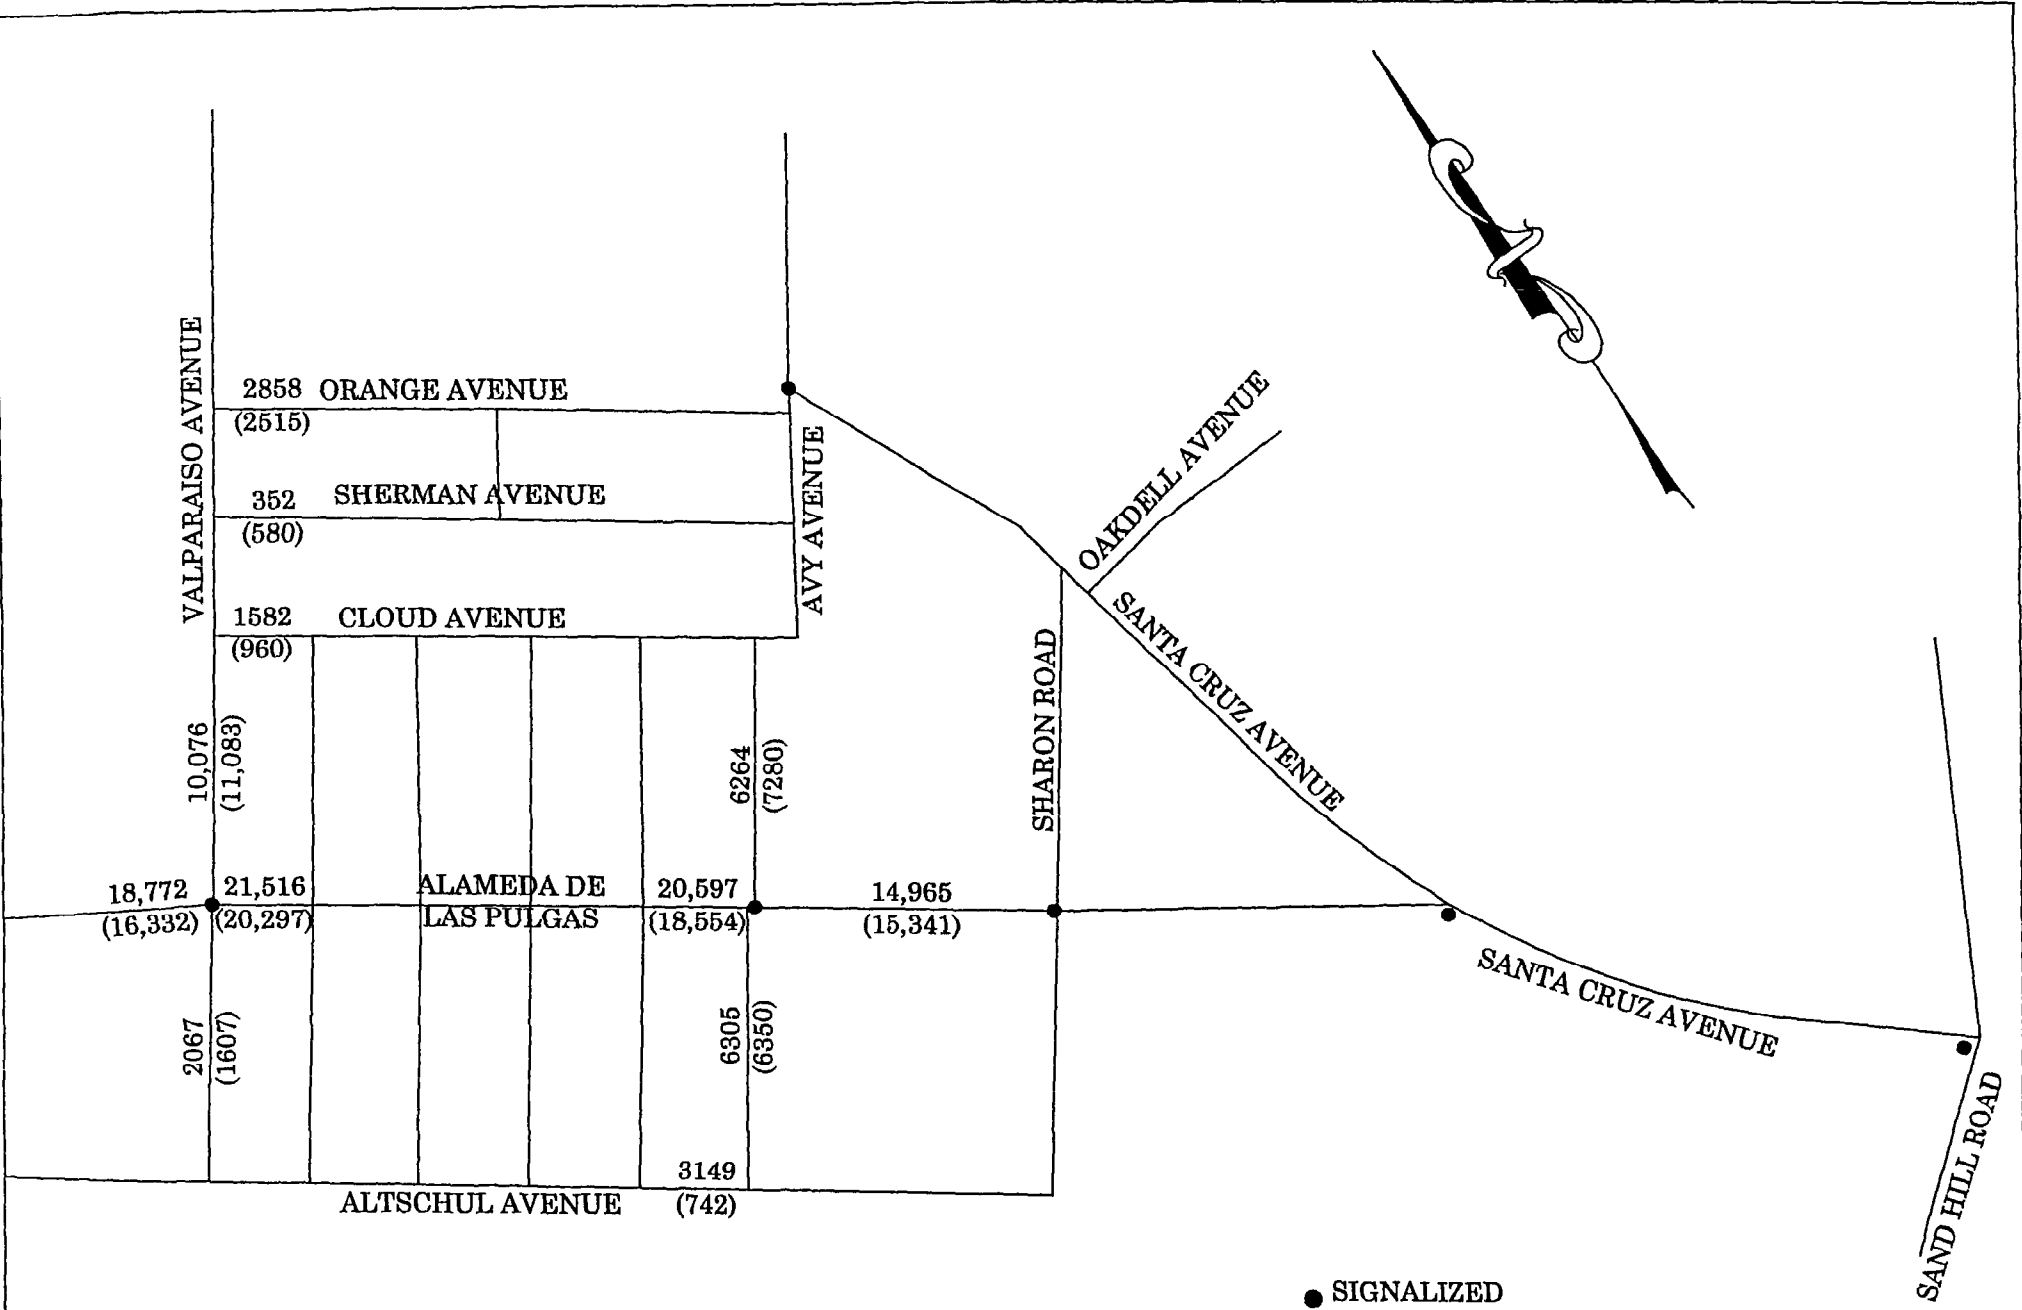 VALPARAISO AVENUE
2858 ORANGE AVENUE
(2515)
352 SHERMAN AVENUE
(580)
AVY AVENUE
OAKDELL AVENUE
1582 CLOUD AVENUE
(960)
SANTA CRUZ AVENUE
SHARON ROAD
10,076
(11,083)
6264
(7280)
18,772
(16,332)
21,516
(20,297)
ALAMEDA DE
LAS PULGAS
20,597
(18,554)
14,965
(15,341)
SANTA CRUZ AVENUE
2067
(1607)
6305
(6350)
SAND HILL ROAD
3149
(742)
ALTSCHUL AVENUE
SIGNALIZED